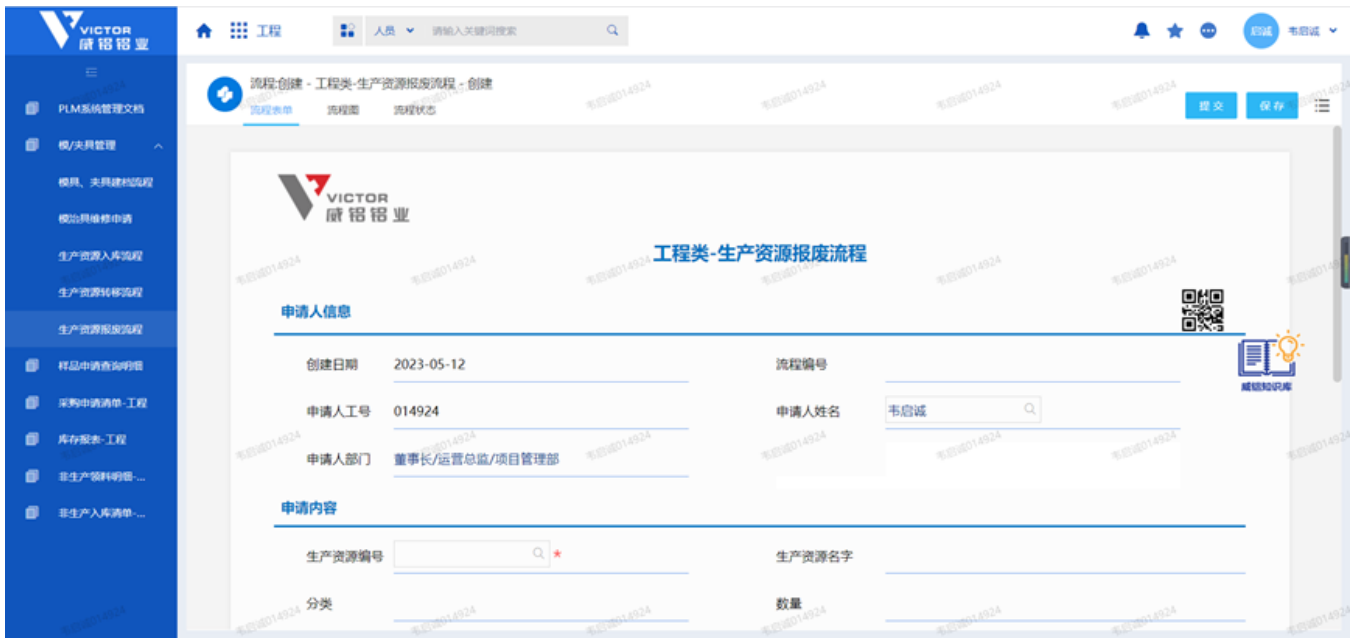 VICTOR
威铝铝业
工程
人员
请输入关键词搜索
启诚
韦启诚
PLM系统管理文档
模/夹具管理
模具、夹具建档流程
模治具维修申请
生产资源入库流程
生产资源转移流程
生产资源报废流程
样品申请查询明细
采购申请清单-工程
库存报表-工程
非生产领料明细-...
非生产入库清单-...
流程:创建 - 工程类-生产资源报废流程 - 创建
流程表单 流程图 流程状态
提交 保存
VICTOR
威铝铝业
工程类-生产资源报废流程
申请人信息
创建日期 2023-05-12 流程编号
申请人工号 014924 申请人姓名 韦启诚
申请人部门 董事长/运营总监/项目管理部
威铝知识库
申请内容
生产资源编号 * 生产资源名字
分类 数量
韦启诚014924